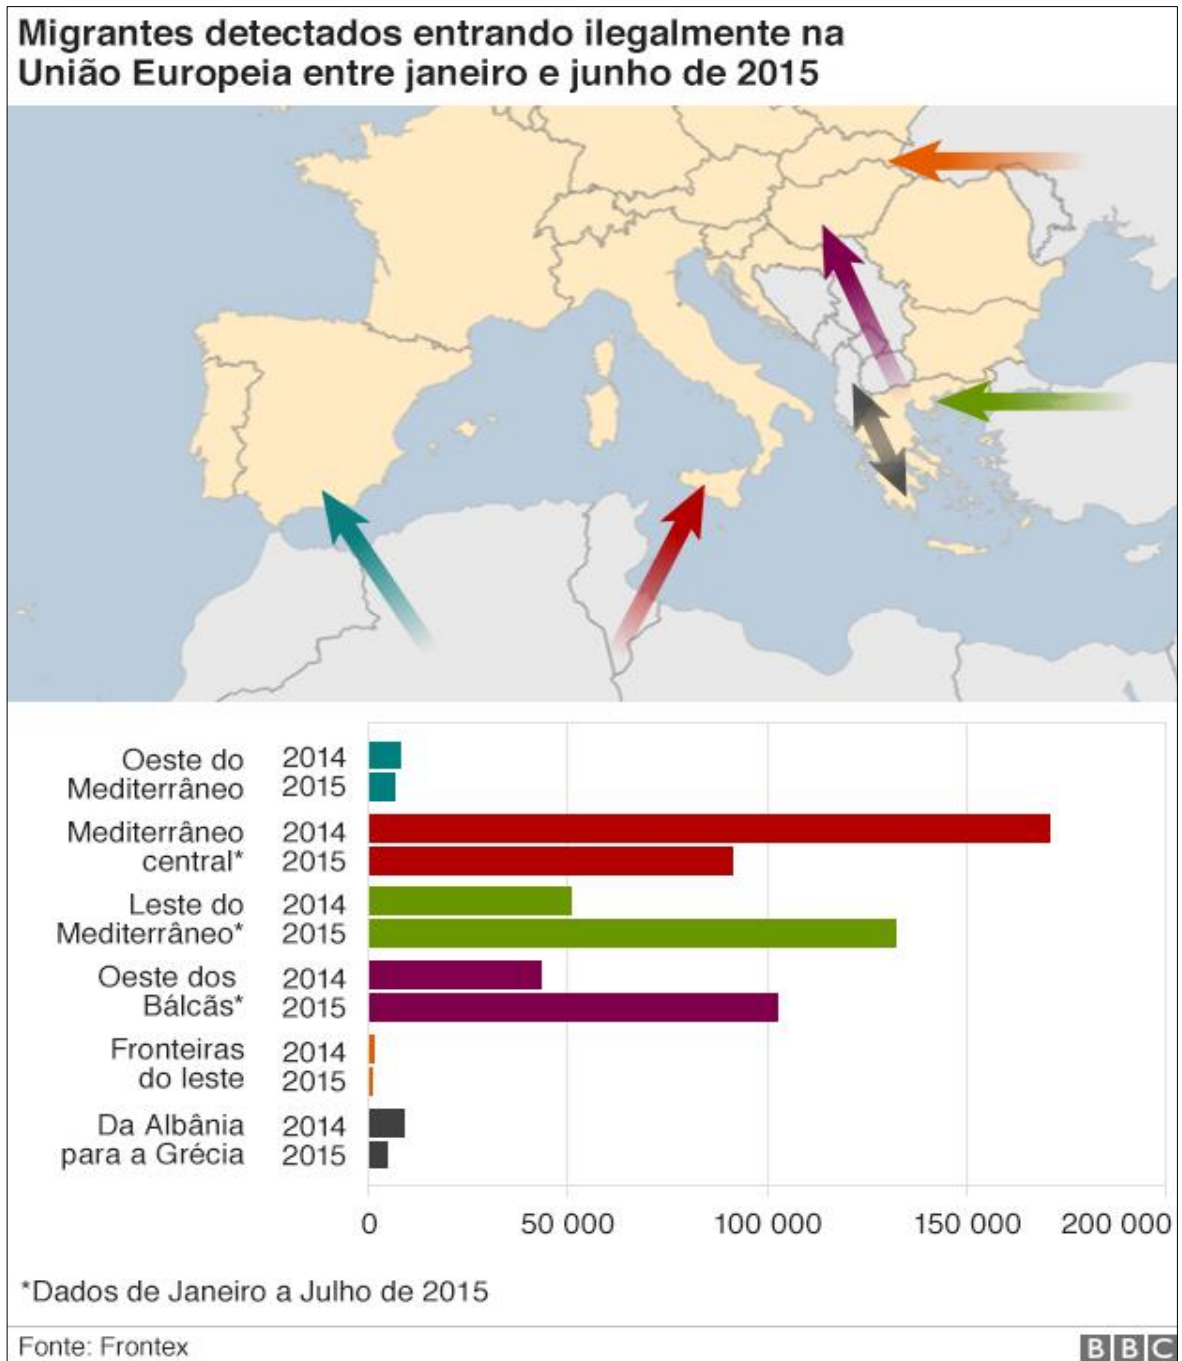 Migrantes detectados entrando ilegalmente na
União Europeia entre janeiro e junho de 2015
Oeste do 2014
Mediterrâneo 2015
Mediterrâneo 2014
central* 2015
Leste do 2014
Mediterrâneo* 2015
Oeste dos 2014
Bálcãs* 2015
Fronteiras 2014
do leste 2015
Da Albânia 2014
para a Grécia 2015
0 50 000 100 000 150 000 200 000
*Dados de Janeiro a Julho de 2015
Fonte: Frontex BBC